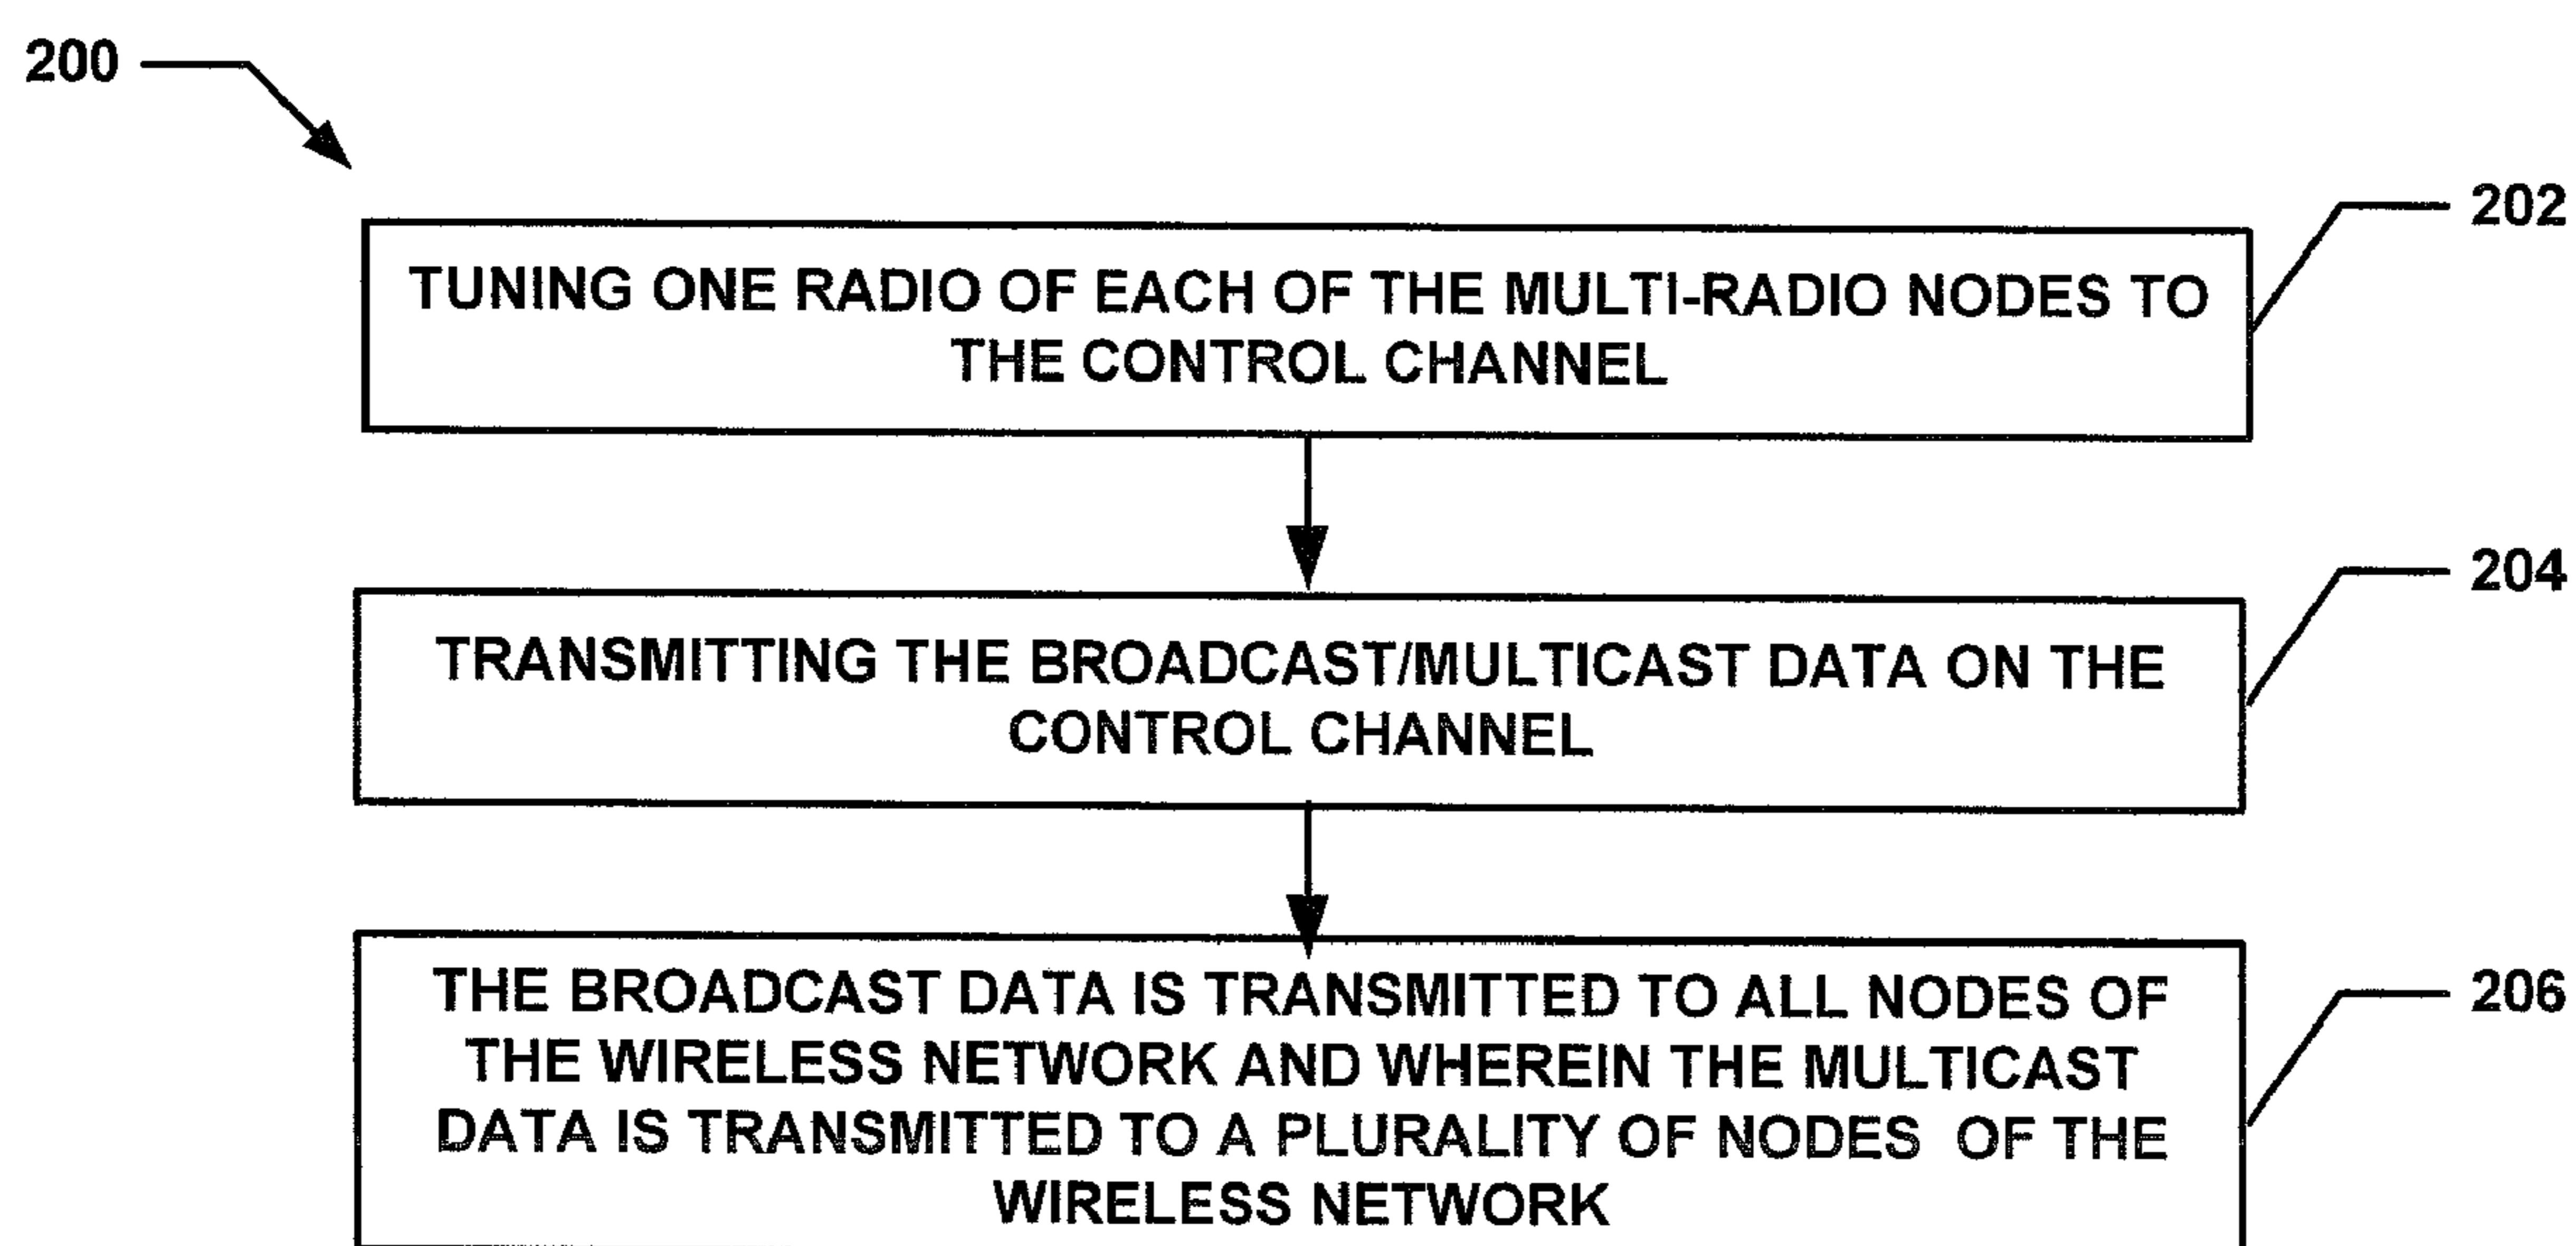 200
202
TUNING ONE RADIO OF EACH OF THE MULTI-RADIO NODES TO
THE CONTROL CHANNEL
204
TRANSMITTING THE BROADCAST/MULTICAST DATA ON THE
CONTROL CHANNEL
206
THE BROADCAST DATA IS TRANSMITTED TO ALL NODES OF
THE WIRELESS NETWORK AND WHEREIN THE MULTICAST
DATA IS TRANSMITTED TO A PLURALITY OF NODES OF THE
WIRELESS NETWORK